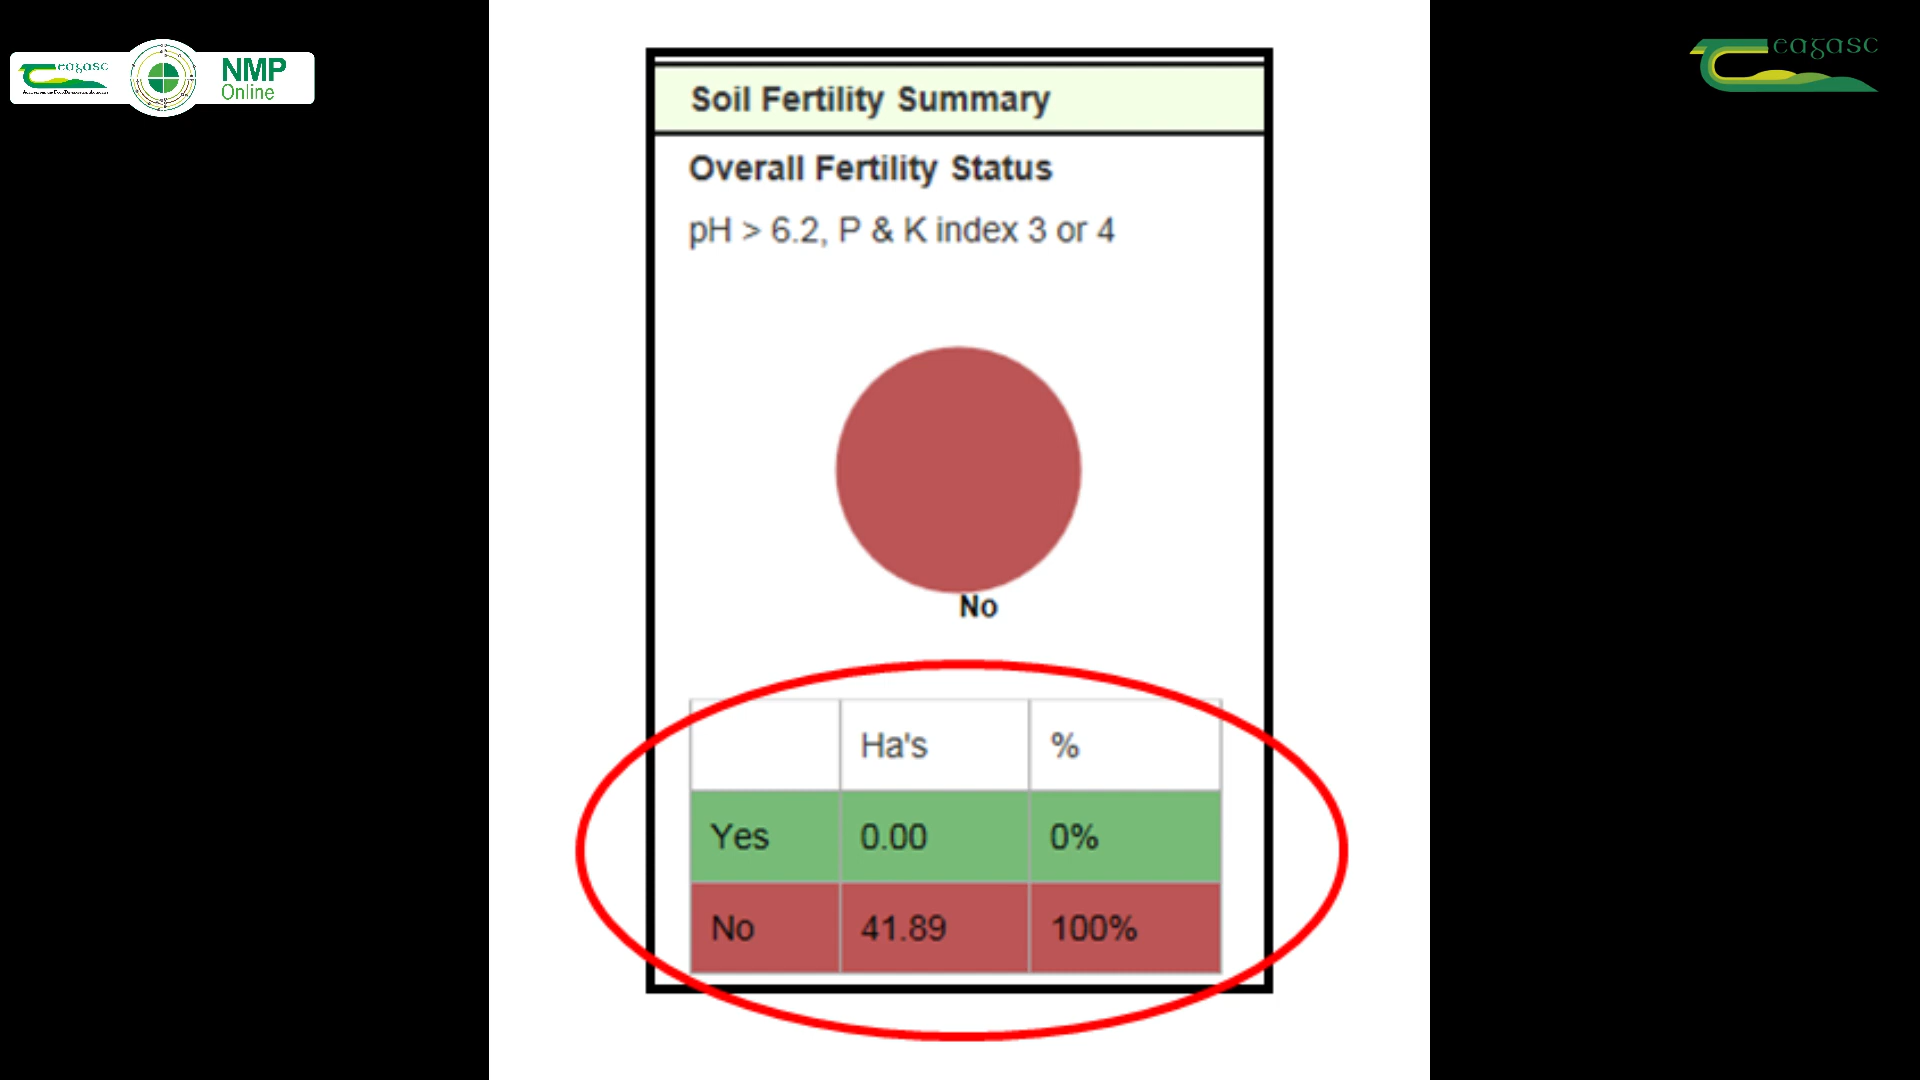 Teagasc
NMP
Online
Teagasc
Soil Fertility Summary
Overall Fertility Status
pH > 6.2, P & K index 3 or 4
No
Ha's %
Yes 0.00 0%
No 41.89 100%